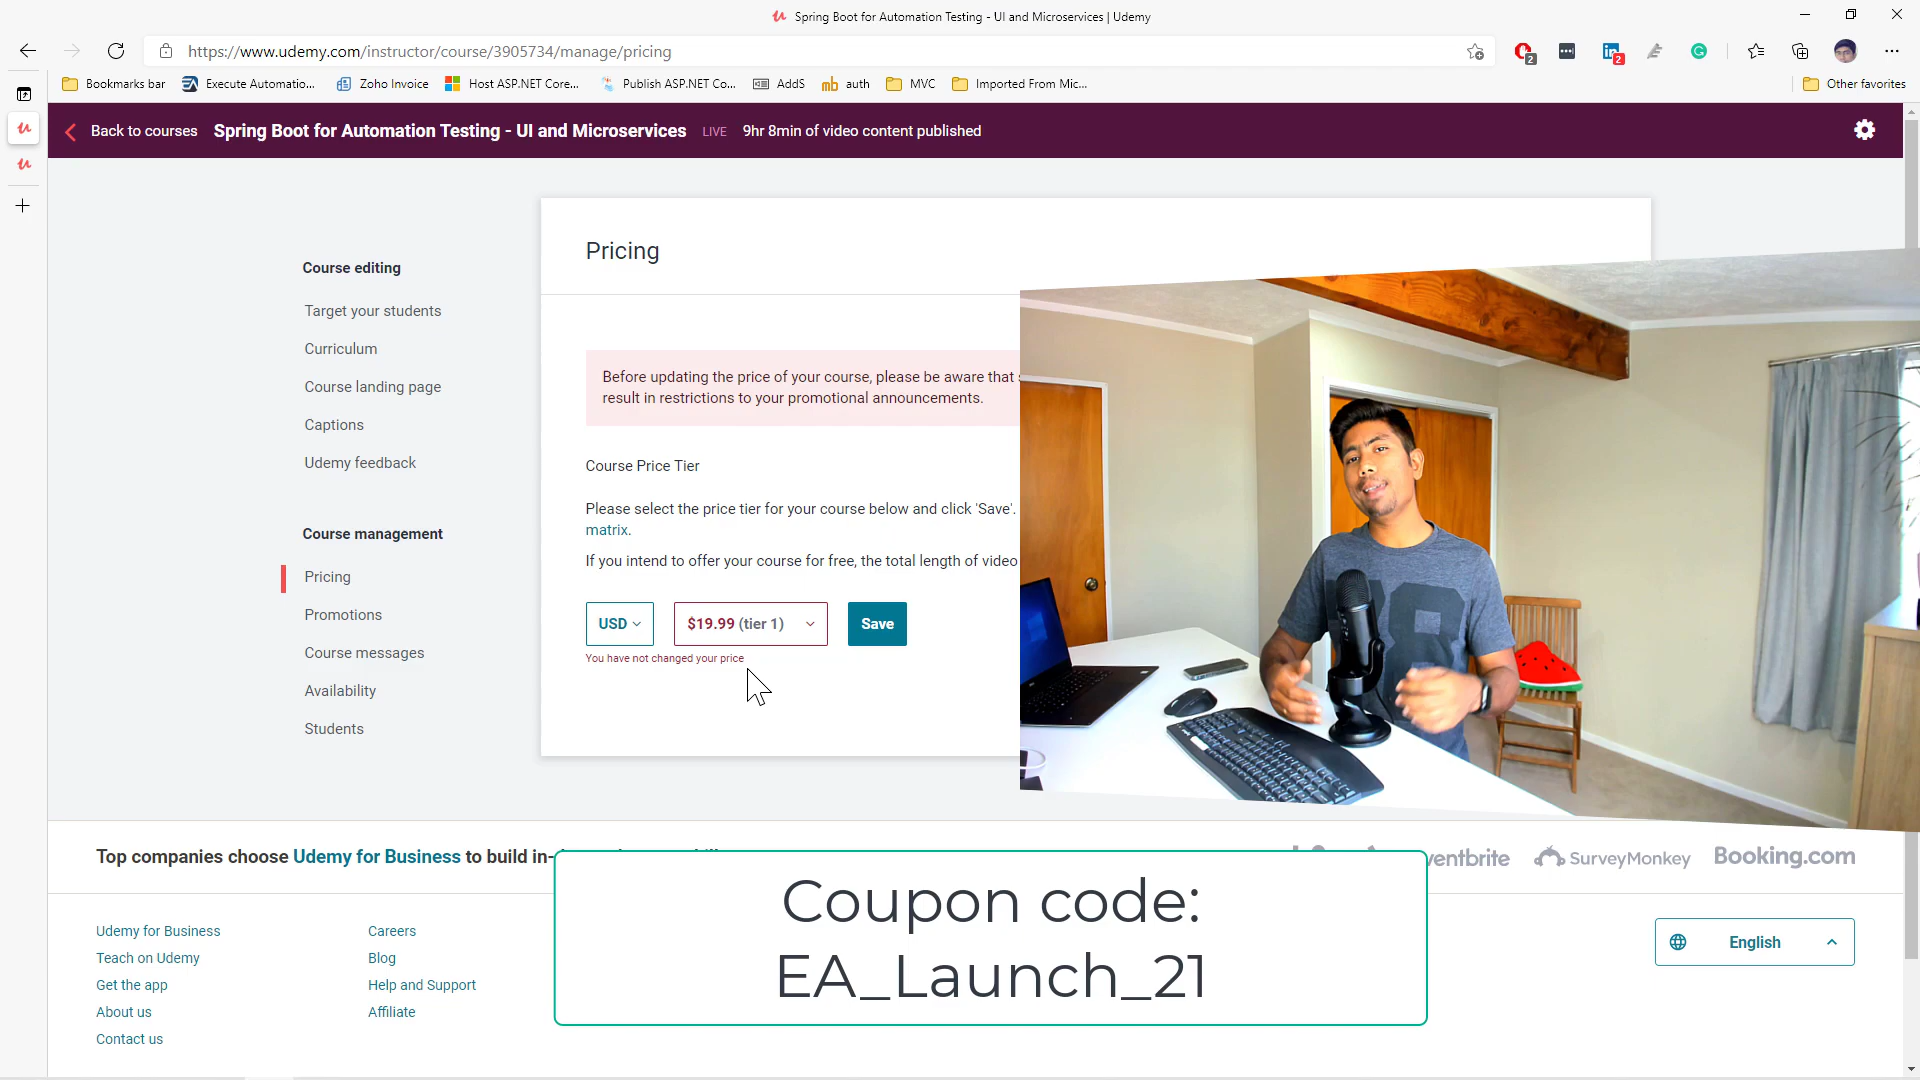 Spring Boot for Automation Testing - UI and Microservices | Udemy
https://www.udemy.com/instructor/course/3905734/manage/pricing
2
2
Bookmarks bar
Execute Automatio...
Zoho Invoice
Host ASP.NET Core...
Publish ASP.NET Co...
AddS
auth
MVC
Imported From Mic...
Other favorites
Back to courses
Spring Boot for Automation Testing - UI and Microservices
LIVE
9hr 8min of video content published
Course editing
Target your students
Curriculum
Course landing page
Captions
Udemy feedback
Course management
Pricing
Promotions
Course messages
Availability
Students
Pricing
Before updating the price of your course, please be aware that
result in restrictions to your promotional announcements.
Course Price Tier
Please select the price tier for your course below and click 'Save'.
matrix.
If you intend to offer your course for free, the total length of video
USD
$19.99 (tier 1)
Save
You have not changed your price
Top companies choose Udemy for Business to build in-
SurveyMonkey
Booking.com
Coupon code:
EA_Launch_21
Udemy for Business
Teach on Udemy
Get the app
About us
Contact us
Careers
Blog
Help and Support
Affiliate
English